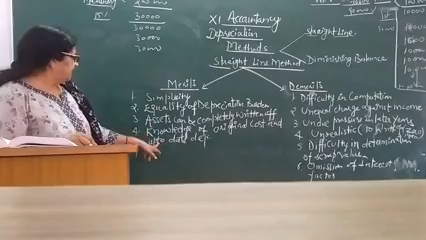 XI Accountancy
Depreciation
Methods
Straight Line
Diminishing Balance
Straight Line Method
Merits
1. Simplicity
2. Equality of Depreciation Burden
3. Assets can be completely written off
4. Knowledge of original cost and
up to date dep.
Demerits
1. Difficulty in Computation
2. Unequal charge against income
3. Undue pressure in later years
4. Unrealistic (to
5. Difficulty in determination
of scrap value
6. Omission of Interest
factor
30000
30000